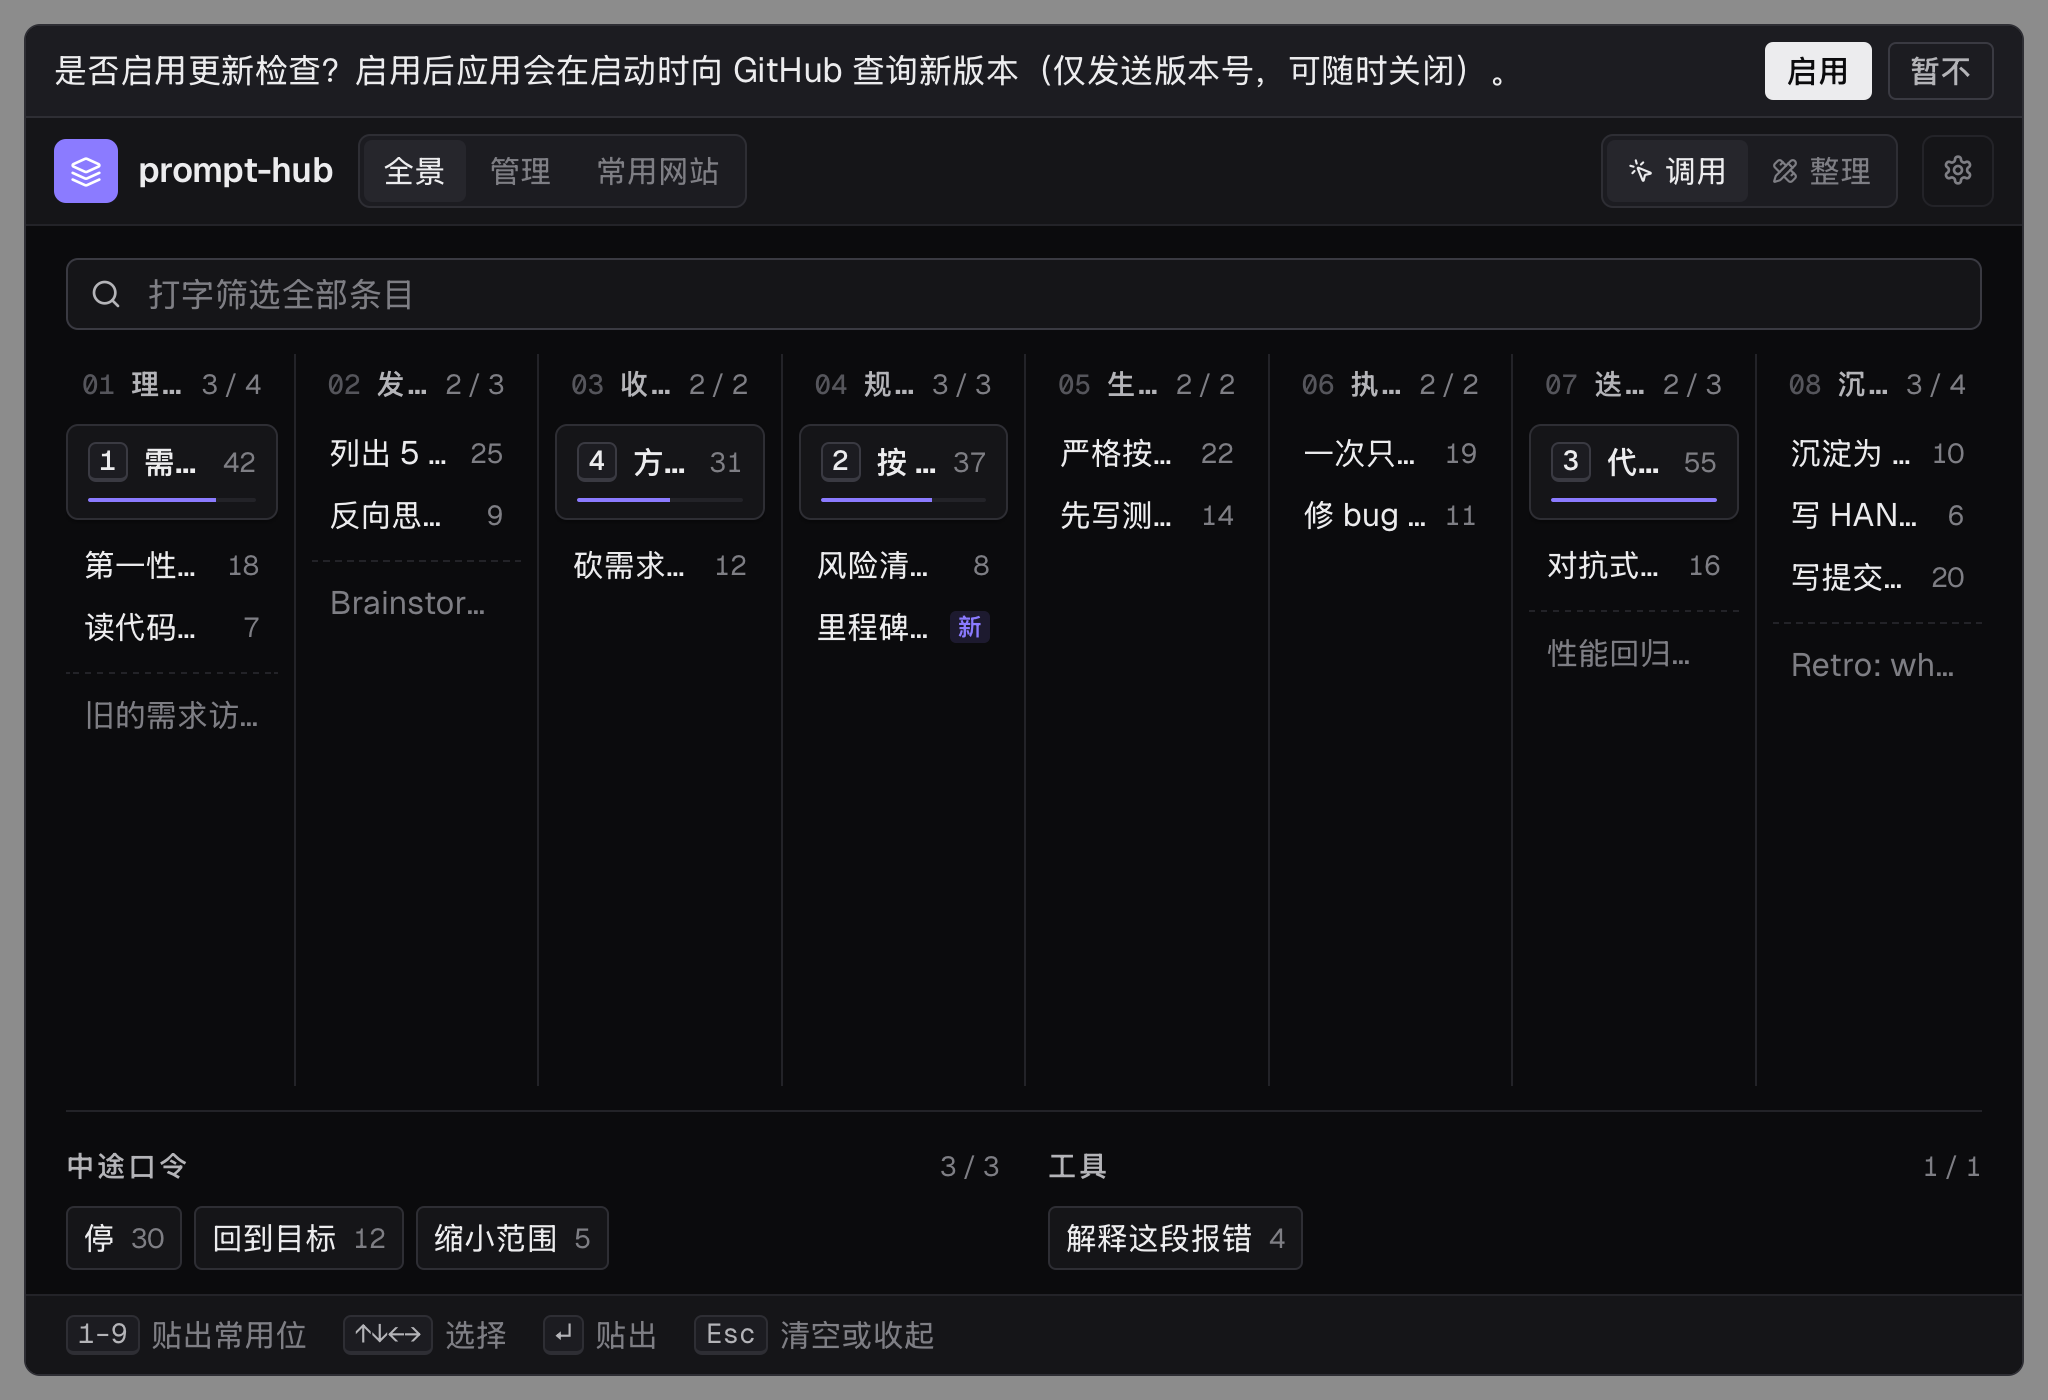 是否启用更新检查？启用后应用会在启动时向 GitHub 查询新版本（仅发送版本号，可随时关闭）。 启用 暂不
prompt-hub 全景 管理 常用网站 调用 整理
打字筛选全部条目
01 理... 3 / 4
1 需... 42
第一性... 18
读代码... 7
旧的需求访...
02 发... 2 / 3
列出 5 ... 25
反向思... 9
Brainstor...
03 收... 2 / 2
4 方... 31
砍需求... 12
04 规... 3 / 3
2 按 ... 37
风险清... 8
里程碑... 新
05 生... 2 / 2
严格按... 22
先写测... 14
06 执... 2 / 2
一次只... 19
修 bug ... 11
07 迭... 2 / 3
3 代... 55
对抗式... 16
性能回归...
08 沉... 3 / 4
沉淀为 ... 10
写 HAN... 6
写提交... 20
Retro: wh...
中途口令 3 / 3
停 30 回到目标 12 缩小范围 5
工具 1 / 1
解释这段报错 4
1-9 贴出常用位 ↑↓←→ 选择 ↵ 贴出 Esc 清空或收起